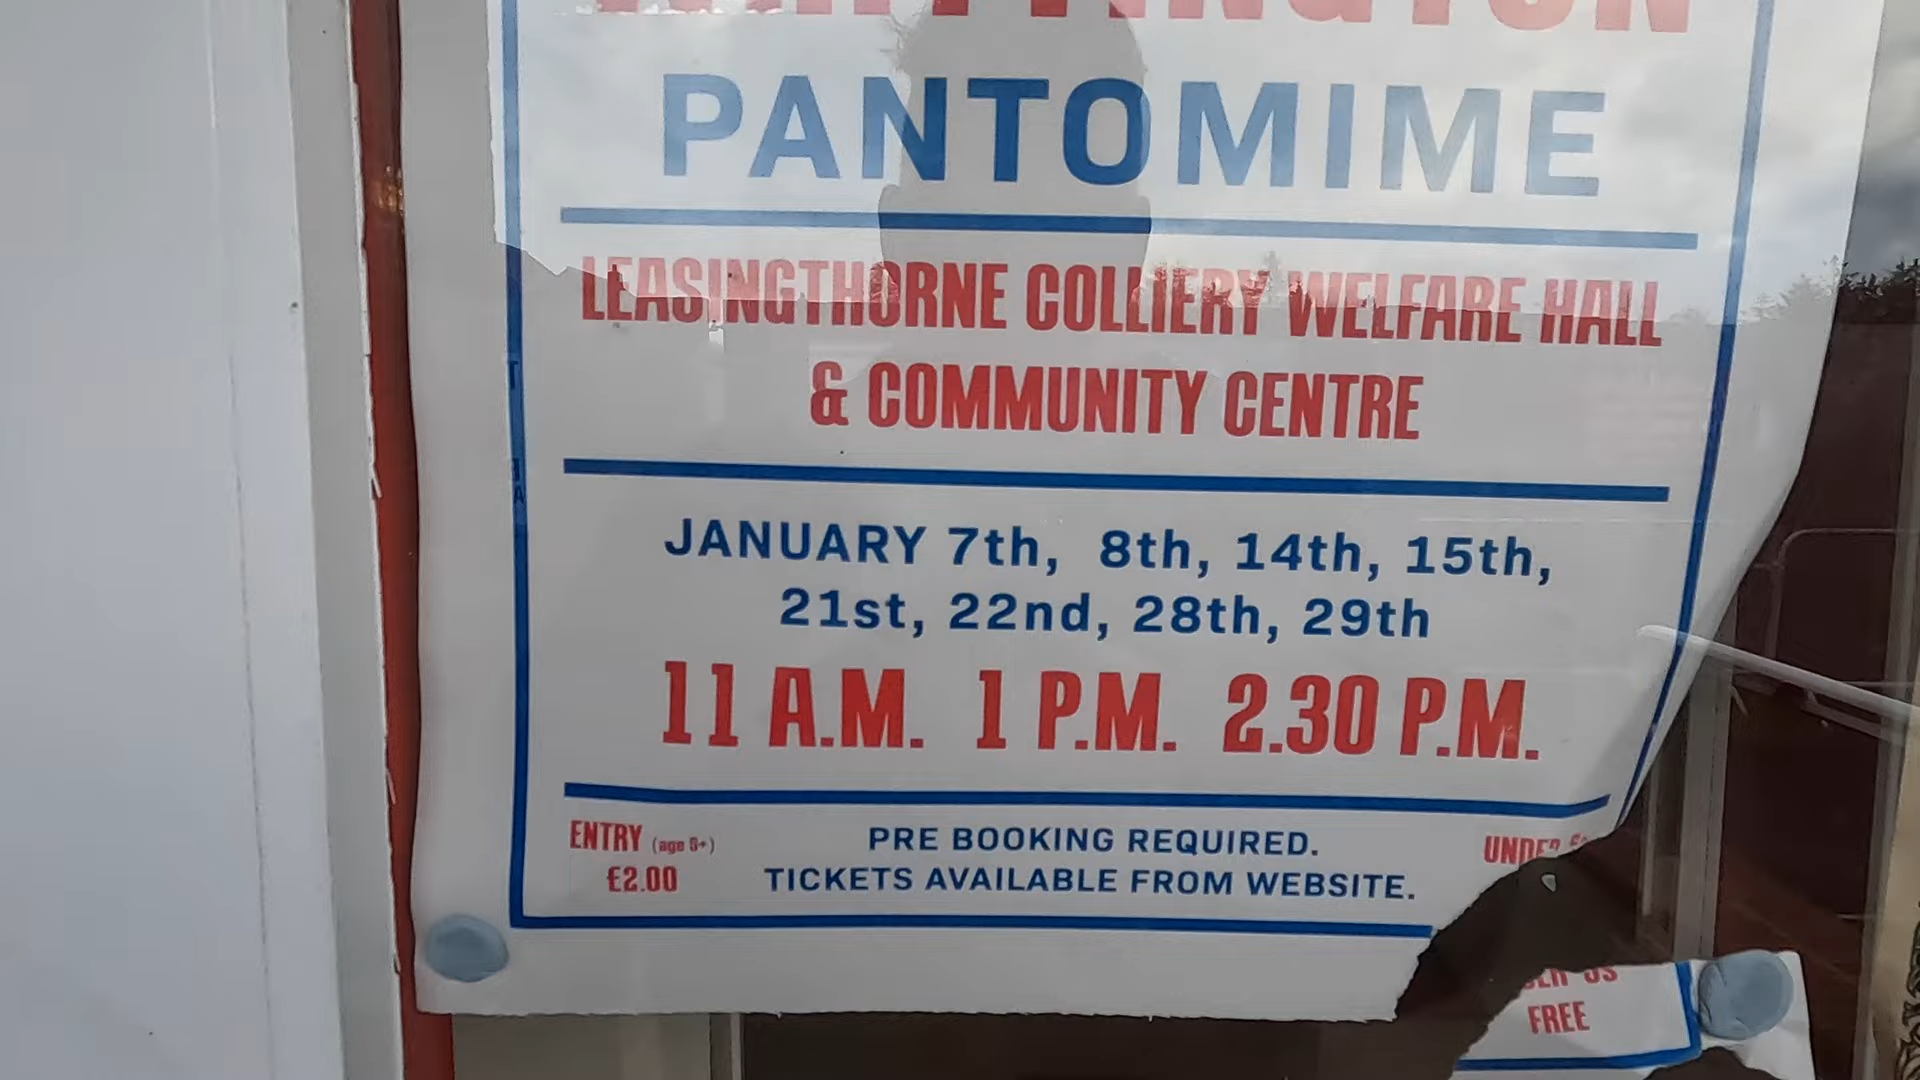 WHITTINGTON
PANTOMIME
LEASINGTHORNE COLLIERY WELFARE HALL
& COMMUNITY CENTRE
JANUARY 7th, 8th, 14th, 15th,
21st, 22nd, 28th, 29th
11 A.M. 1 P.M. 2.30 P.M.
ENTRY (age 5+)
£2.00
PRE BOOKING REQUIRED.
TICKETS AVAILABLE FROM WEBSITE.
UNDER
FREE